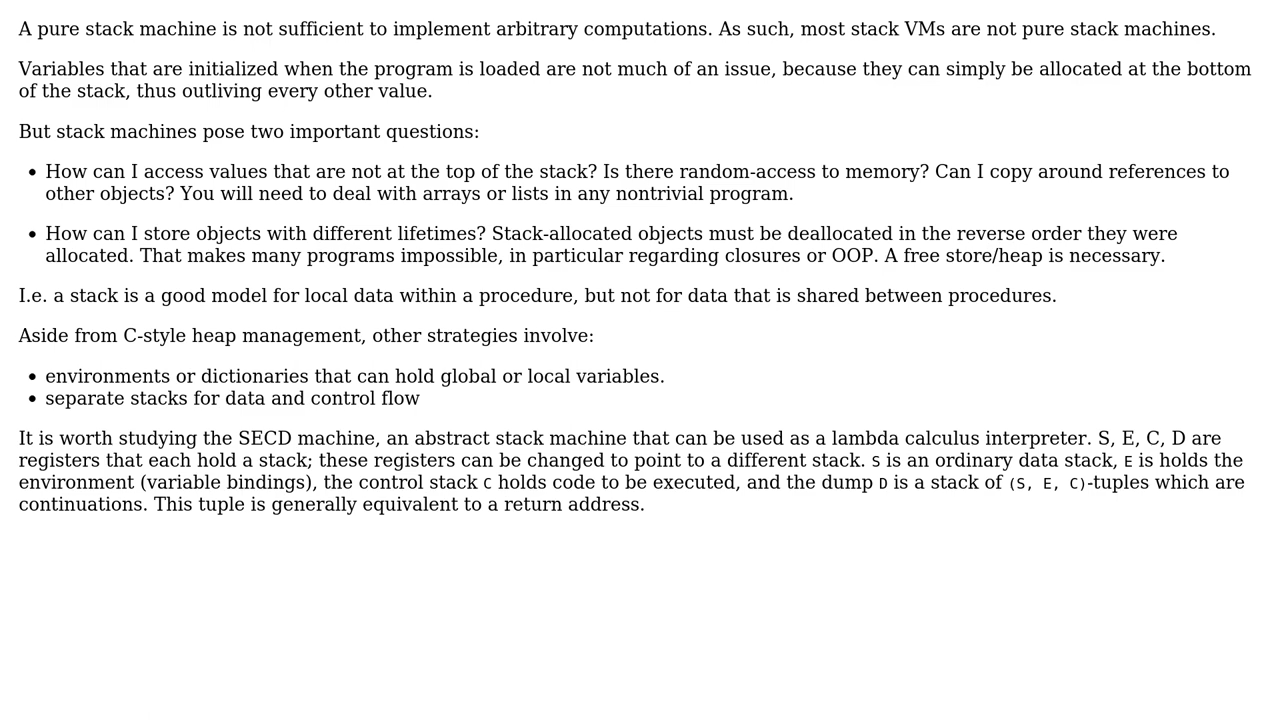 A pure stack machine is not sufficient to implement arbitrary computations. As such, most stack VMs are not pure stack machines.
Variables that are initialized when the program is loaded are not much of an issue, because they can simply be allocated at the bottom
of the stack, thus outliving every other value.
But stack machines pose two important questions:
• How can I access values that are not at the top of the stack? Is there random-access to memory? Can I copy around references to
other objects? You will need to deal with arrays or lists in any nontrivial program.
• How can I store objects with different lifetimes? Stack-allocated objects must be deallocated in the reverse order they were
allocated. That makes many programs impossible, in particular regarding closures or OOP. A free store/heap is necessary.
I.e. a stack is a good model for local data within a procedure, but not for data that is shared between procedures.
Aside from C-style heap management, other strategies involve:
• environments or dictionaries that can hold global or local variables.
• separate stacks for data and control flow
It is worth studying the SECD machine, an abstract stack machine that can be used as a lambda calculus interpreter. S, E, C, D are
registers that each hold a stack; these registers can be changed to point to a different stack. S is an ordinary data stack, E is holds the
environment (variable bindings), the control stack C holds code to be executed, and the dump D is a stack of (S, E, C)-tuples which are
continuations. This tuple is generally equivalent to a return address.